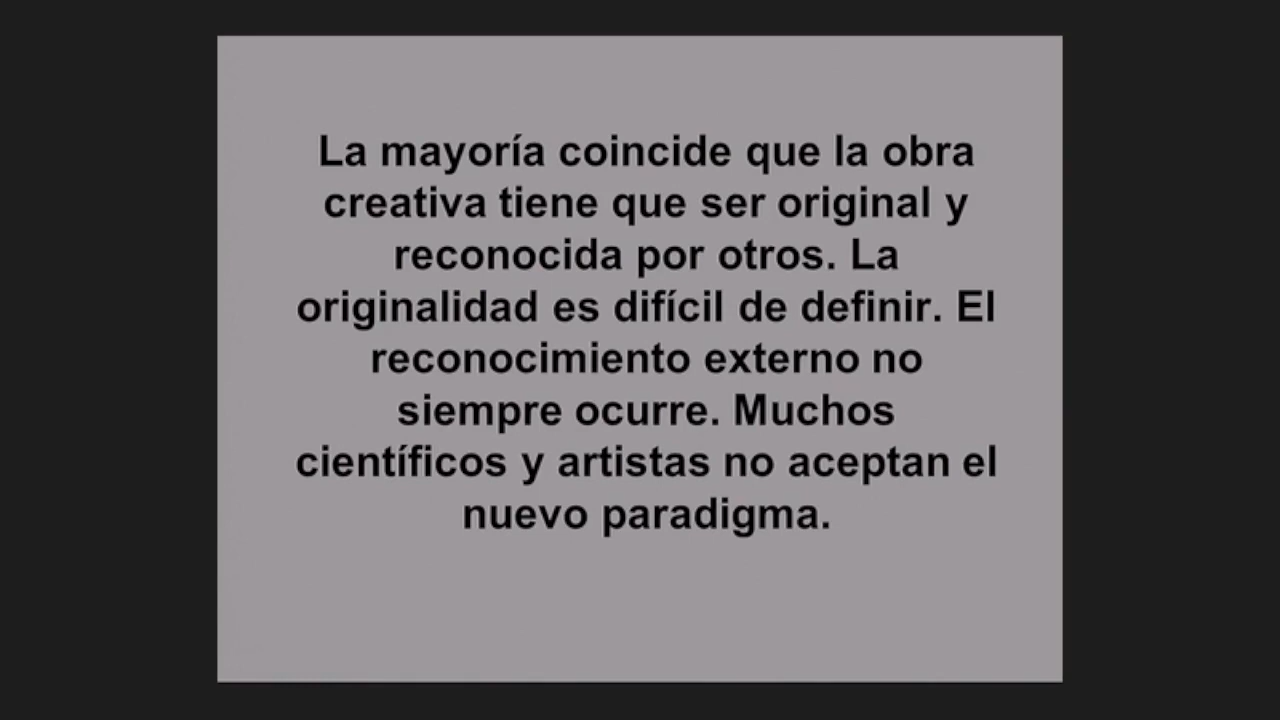 La mayoría coincide que la obra
creativa tiene que ser original y
reconocida por otros. La
originalidad es difícil de definir. El
reconocimiento externo no
siempre ocurre. Muchos
científicos y artistas no aceptan el
nuevo paradigma.